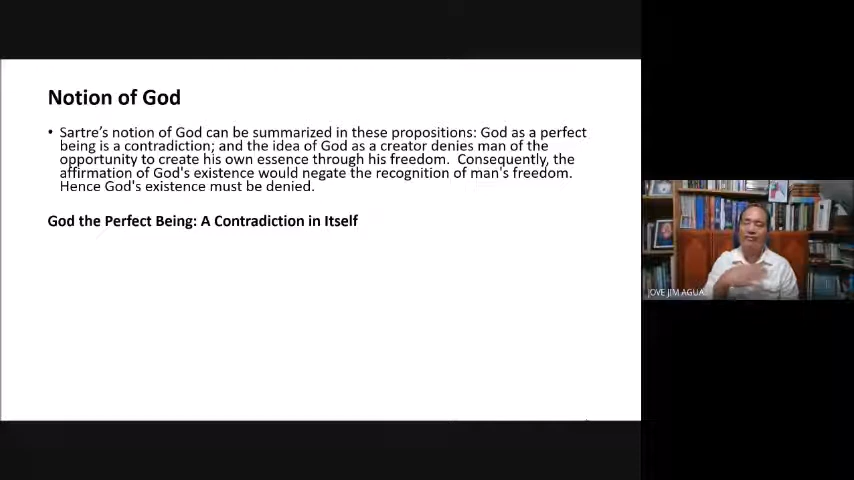 Notion of God
• Sartre's notion of God can be summarized in these propositions: God as a perfect
being is a contradiction; and the idea of God as a creator denies man of the
opportunity to create his own essence through his freedom. Consequently, the
affirmation of God's existence would negate the recognition of man's freedom.
Hence God's existence must be denied.
God the Perfect Being: A Contradiction in Itself
JOVE JIM AGUA